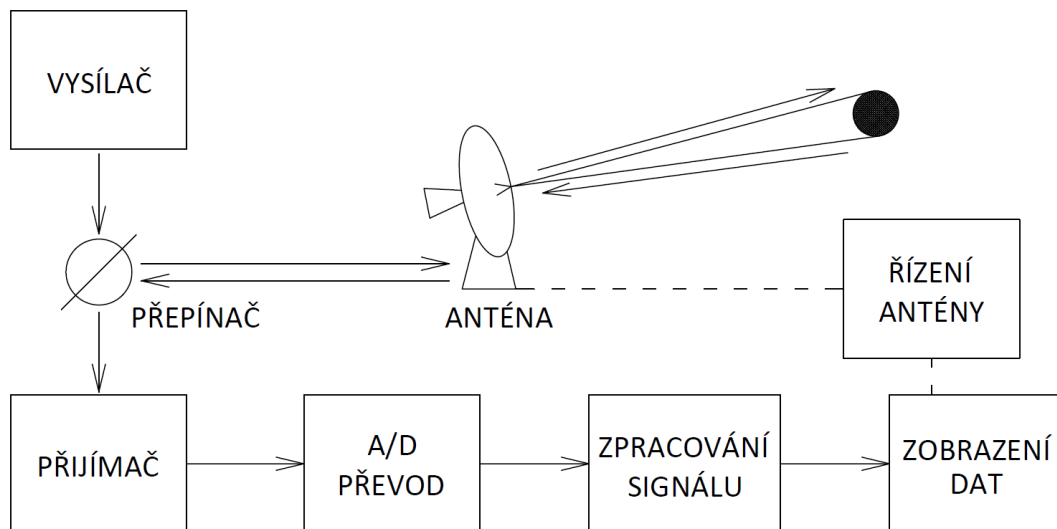 VYSÍLAČ
PŘEPÍNAČ
ANTÉNA
ŘÍZENÍ
ANTÉNY
PŘIJÍMAČ
A/D
PŘEVOD
ZPRACOVÁNÍ
SIGNÁLU
ZOBRAZENÍ
DAT